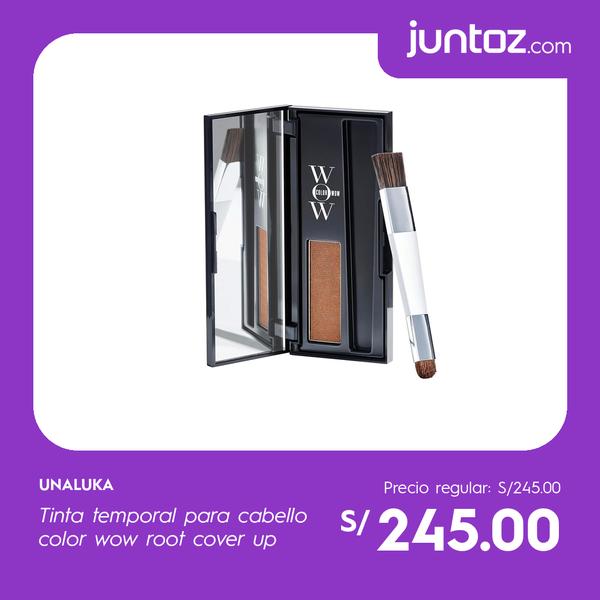 juntoz.com
WOW
COLOR WOW
UNALUKA
Tinta temporal para cabello
color wow root cover up
Precio regular: S/245.00
S/ 245.00